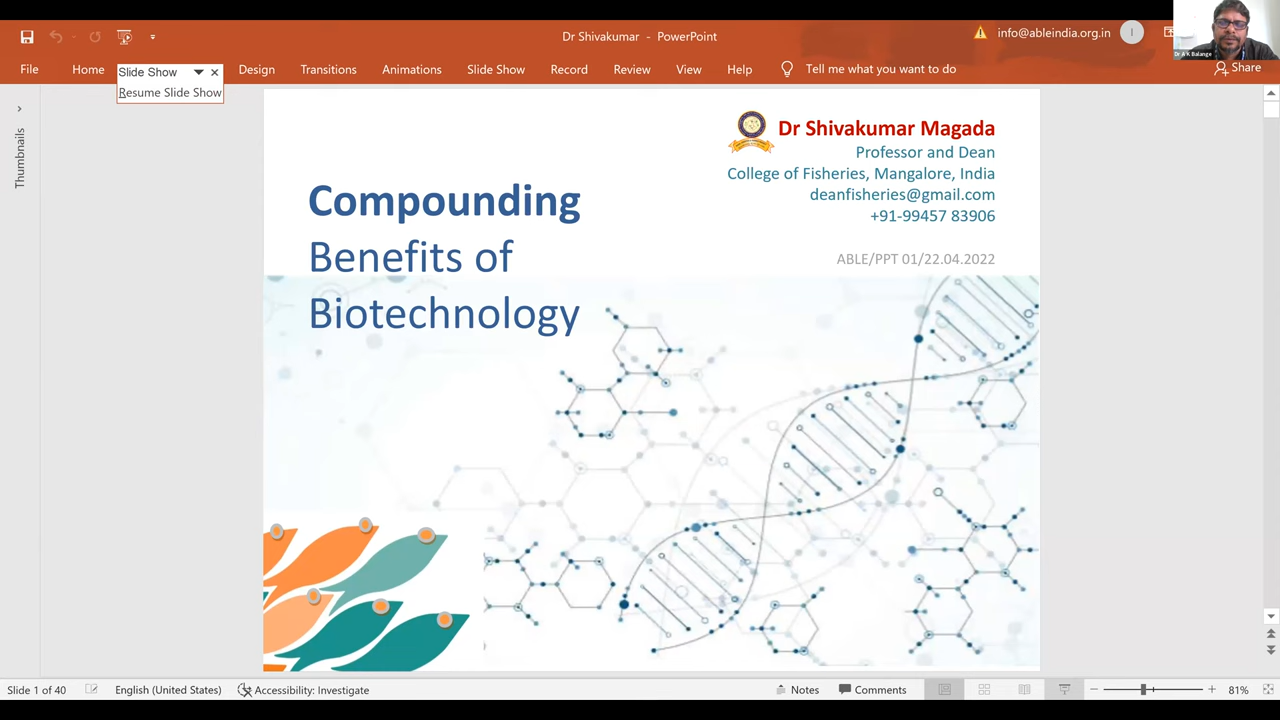 Dr Shivakumar - PowerPoint
info@ableindia.org.in
I
Dr A K Balange
File
Home
Design
Transitions
Animations
Slide Show
Record
Review
View
Help
Tell me what you want to do
Share
Slide Show
Resume Slide Show
Thumbnails
Dr Shivakumar Magada
Professor and Dean
College of Fisheries, Mangalore, India
deanfisheries@gmail.com
+91-99457 83906
ABLE/PPT 01/22.04.2022
Compounding
Benefits of
Biotechnology
Slide 1 of 40
English (United States)
Accessibility: Investigate
Notes
Comments
81%